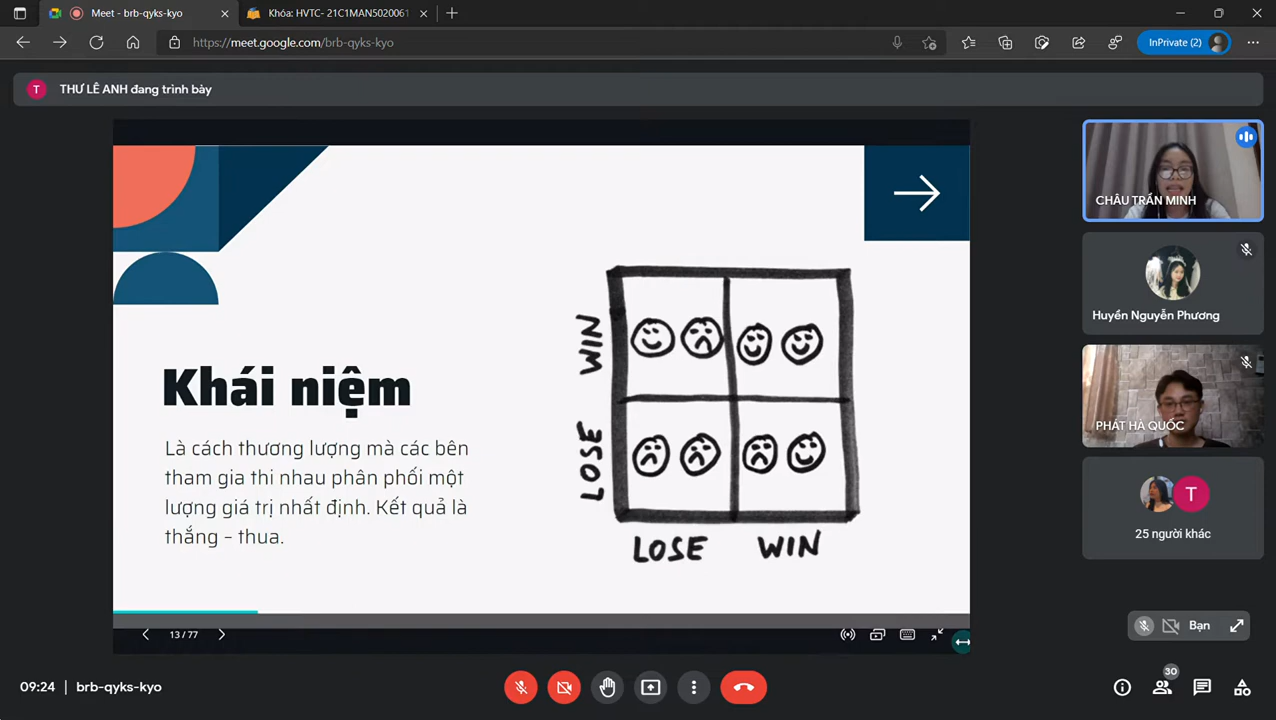 Meet - brb-qyks-kyo
Khóa: HVTC- 21C1MAN5020061
https://meet.google.com/brb-qyks-kyo
InPrivate (2)
T
THƯ LÊ ANH đang trình bày
CHÂU TRẦN MINH
Huyền Nguyễn Phương
PHÁT HÀ QUỐC
T
25 người khác
Bạn
Khái niệm
Là cách thương lượng mà các bên
tham gia thi nhau phân phối một
lượng giá trị nhất định. Kết quả là
thắng - thua.
WIN
LOSE
LOSE WIN
13 / 77
09:24 | brb-qyks-kyo
30